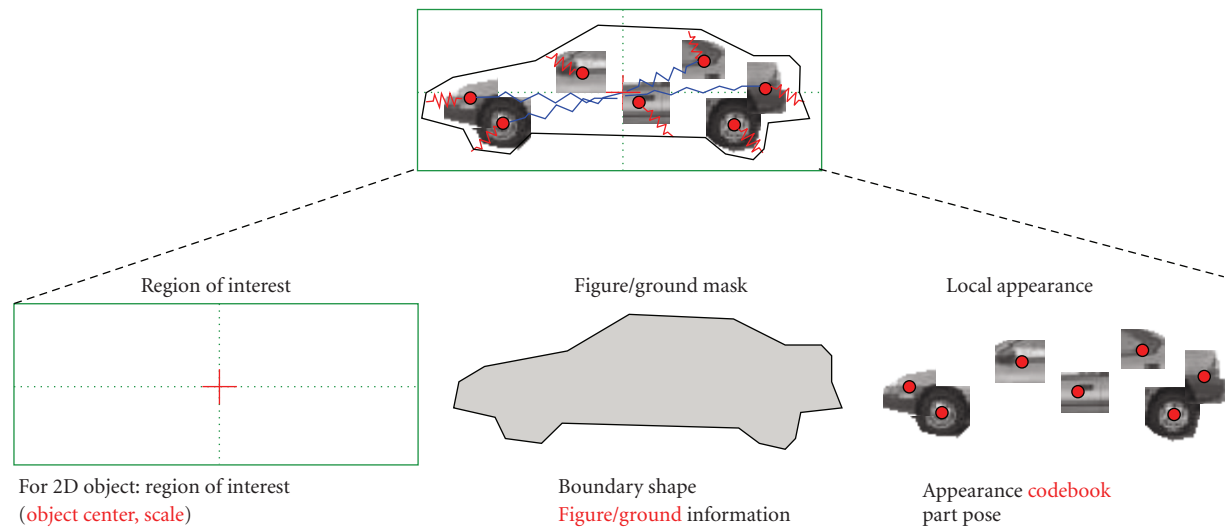 Region of interest
Figure/ground mask
Local appearance
For 2D object: region of interest
(object center, scale)
Boundary shape
Figure/ground information
Appearance codebook
part pose